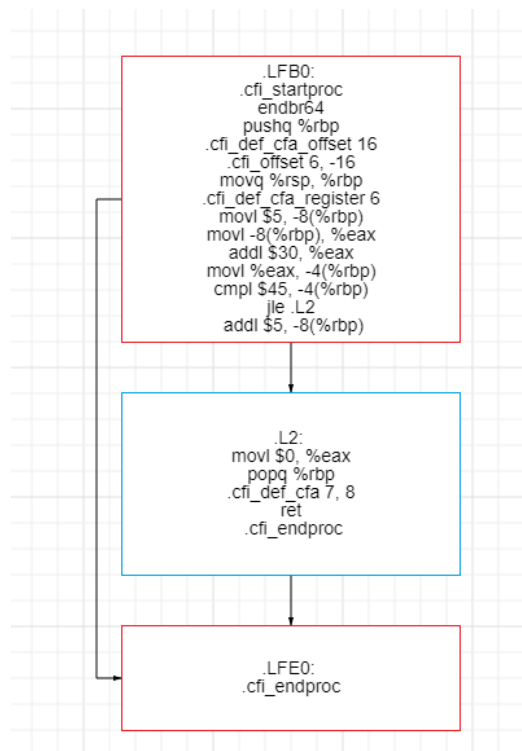 .LFB0:
.cfi_startproc
endbr64
pushq %rbp
.cfi_def_cfa_offset 16
.cfi_offset 6, -16
movq %rsp, %rbp
.cfi_def_cfa_register 6
movl $5, -8(%rbp)
movl -8(%rbp), %eax
addl $30, %eax
movl %eax, -4(%rbp)
cmpl $45, -4(%rbp)
jle .L2
addl $5, -8(%rbp)
.L2:
movl $0, %eax
popq %rbp
.cfi_def_cfa 7, 8
ret
.cfi_endproc
.LFE0:
.cfi_endproc